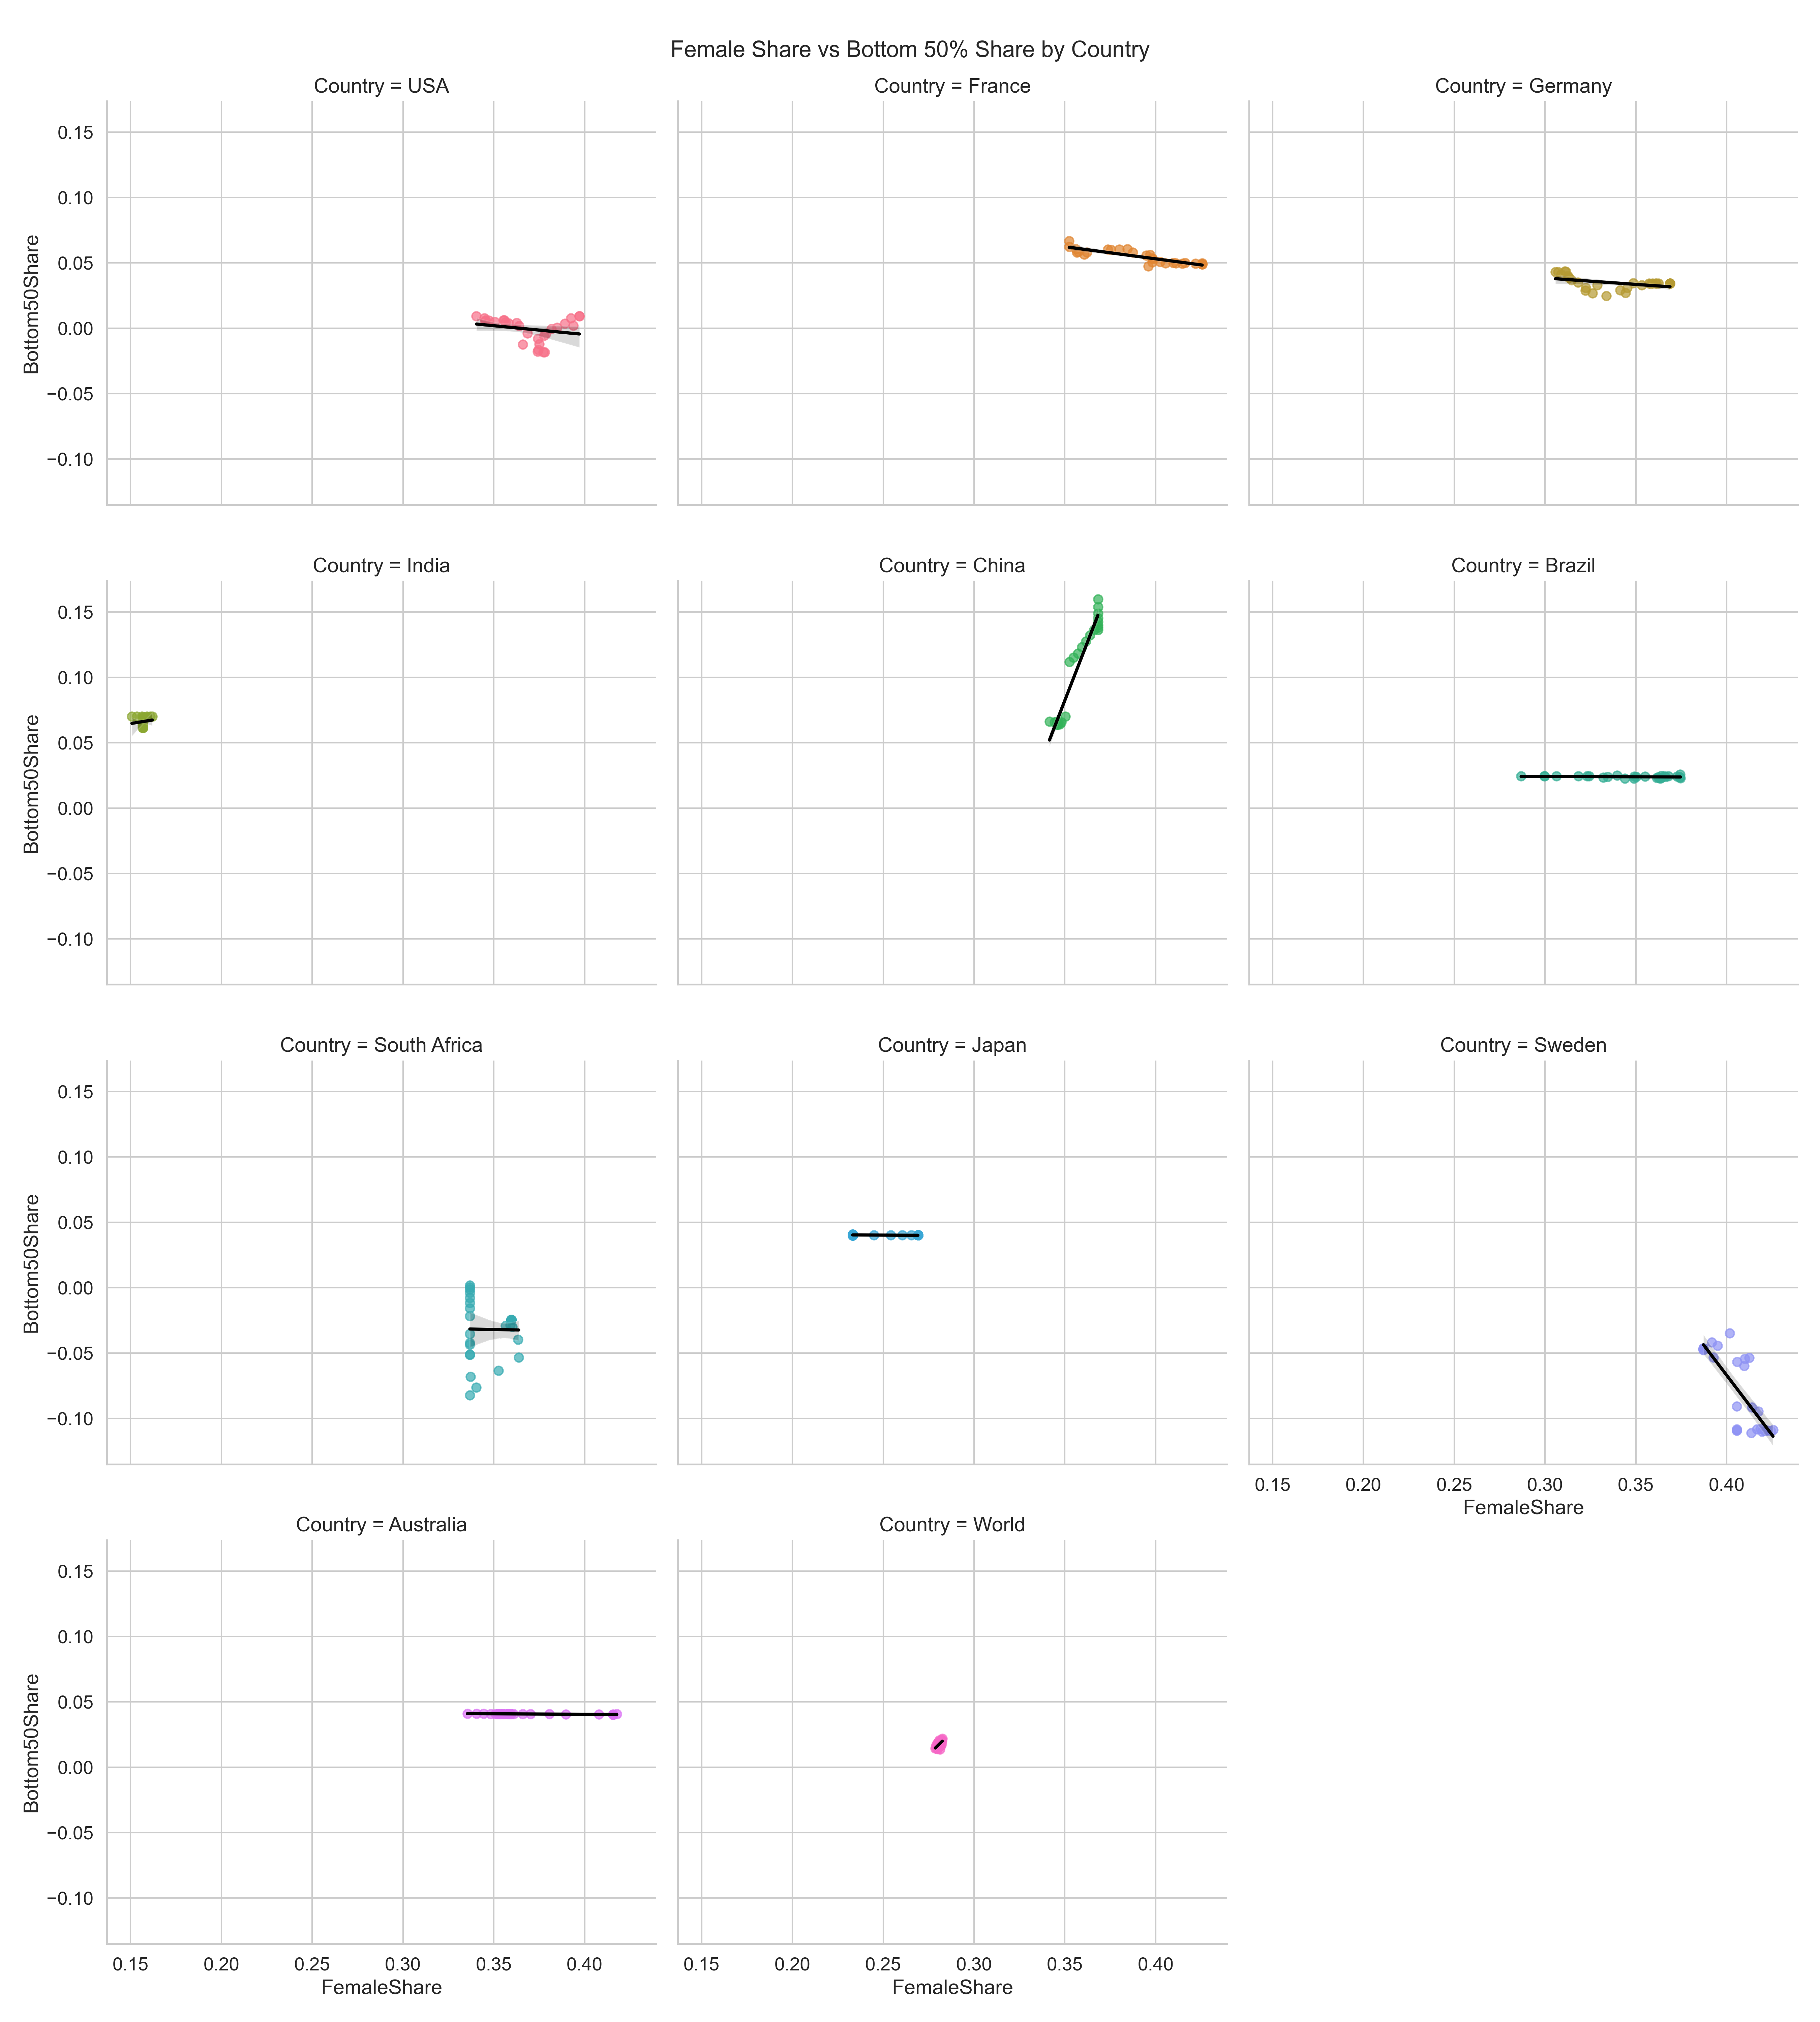 Female Share vs Bottom 50% Share by Country
Country = USA
Country = France
Country = Germany
0.15
0.10
0.05
0.00
−0.05
−0.10
Bottom50Share
Country = India
Country = China
Country = Brazil
0.15
0.10
0.05
0.00
−0.05
−0.10
Bottom50Share
Country = South Africa
Country = Japan
Country = Sweden
0.15
0.10
0.05
0.00
−0.05
−0.10
Bottom50Share
0.15 0.20 0.25 0.30 0.35 0.40
FemaleShare
Country = Australia
Country = World
0.15
0.10
0.05
0.00
−0.05
−0.10
Bottom50Share
0.15 0.20 0.25 0.30 0.35 0.40
FemaleShare
0.15 0.20 0.25 0.30 0.35 0.40
FemaleShare